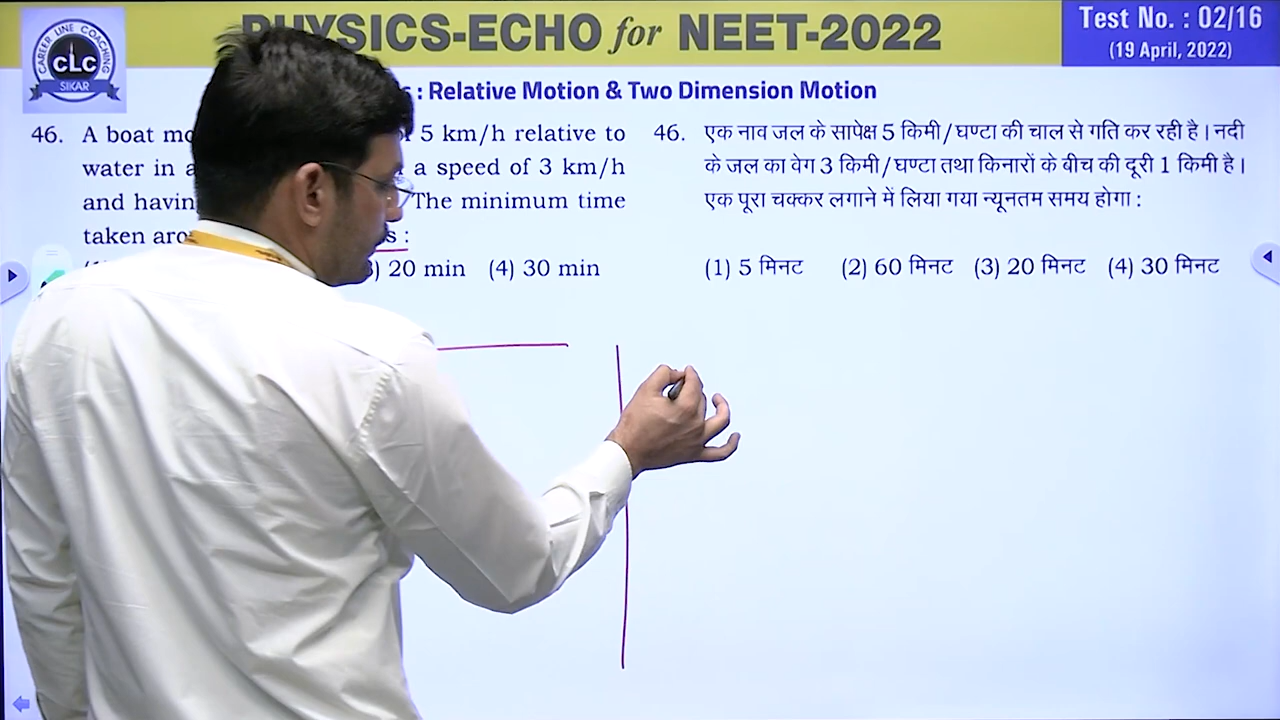 PHYSICS-ECHO for NEET-2022
Test No. : 02/16
(19 April, 2022)
CAREER LINE COACHING
CLC
SIKAR
: Relative Motion & Two Dimension Motion
46. A boat 5 km/h relative to
water in a speed of 3 km/h
and The minimum time
taken :
20 min (4) 30 min
46. एक नाव जल के सापेक्ष 5 किमी/घण्टा की चाल से गति कर रही है। नदी
के जल का वेग 3 किमी/घण्टा तथा किनारों के बीच की दूरी 1 किमी है।
एक पूरा चक्कर लगाने में लिया गया न्यूनतम समय होगा :
(1) 5 मिनट (2) 60 मिनट (3) 20 मिनट (4) 30 मिनट